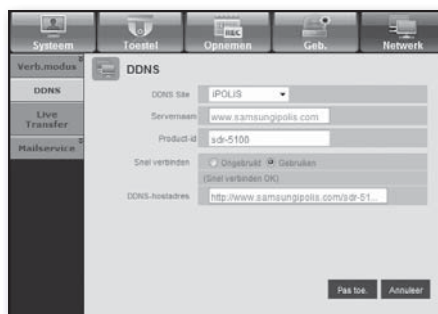 Systeem Toestel Opnemen Geb. Netwerk
REC
Verb.modus
DDNS
Live
Transfer
Mailservice
DDNS
DDNS Site iPOLIS
Servernaam www.samsungipolis.com
Product-id sdr-5100
Snel verbinden Ongebruikt Gebruiken
(Snel verbinden OK)
DDNS-hostadres http://www.samsungipolis.com/sdr-51...
Pas toe. Annuleer